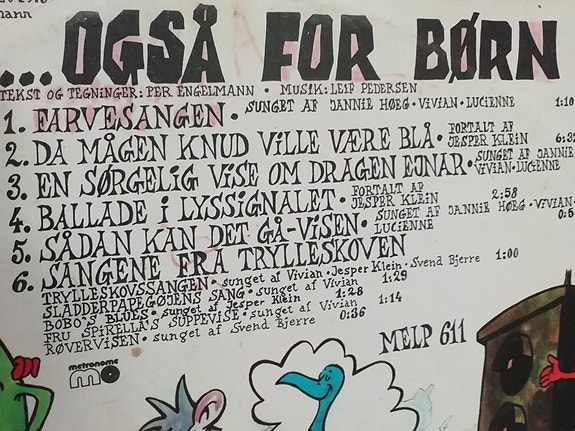 mann
...OGSÅ FOR BØRN
TEKST OG TEGNINGER: PER ENGELMANN • MUSIK: LEIF PEDERSEN
1. FARVESANGEN • SUNGET AF JANNIE HØEG • VIVIAN • LUCIENNE 1:10
2. DA MÅGEN KNUD VILLE VÆRE BLÅ • FORTALT AF JESPER KLEIN 6:32
3. EN SØRGELIG VISE OM DRAGEN EJNAR • SUNGET AF JANNIE VIVIAN • LUCIENNE
4. BALLADE I LYSSIGNALET • FORTALT AF JESPER KLEIN 2:58
5. SÅDAN KAN DET GÅ-VISEN • SUNGET AF JANNIE HØEG • VIVIAN • LUCIENNE
6. SANGENE FRA TRYLLESKOVEN
TRYLLESKOVSSANGEN • sunget af Vivian • Jesper Klein • Svend Bjerre 1:00
SLADDERPAPEGØJENS SANG • sunget af Vivian 1:29
BOBO'S BLUES • sunget af Jesper Klein 1:28
FRU SPIRELLA'S SUPPEVISE • sunget af Vivian 1:14
RØVERVISEN • sunget af Svend Bjerre 0:36
MELP 611
metronome